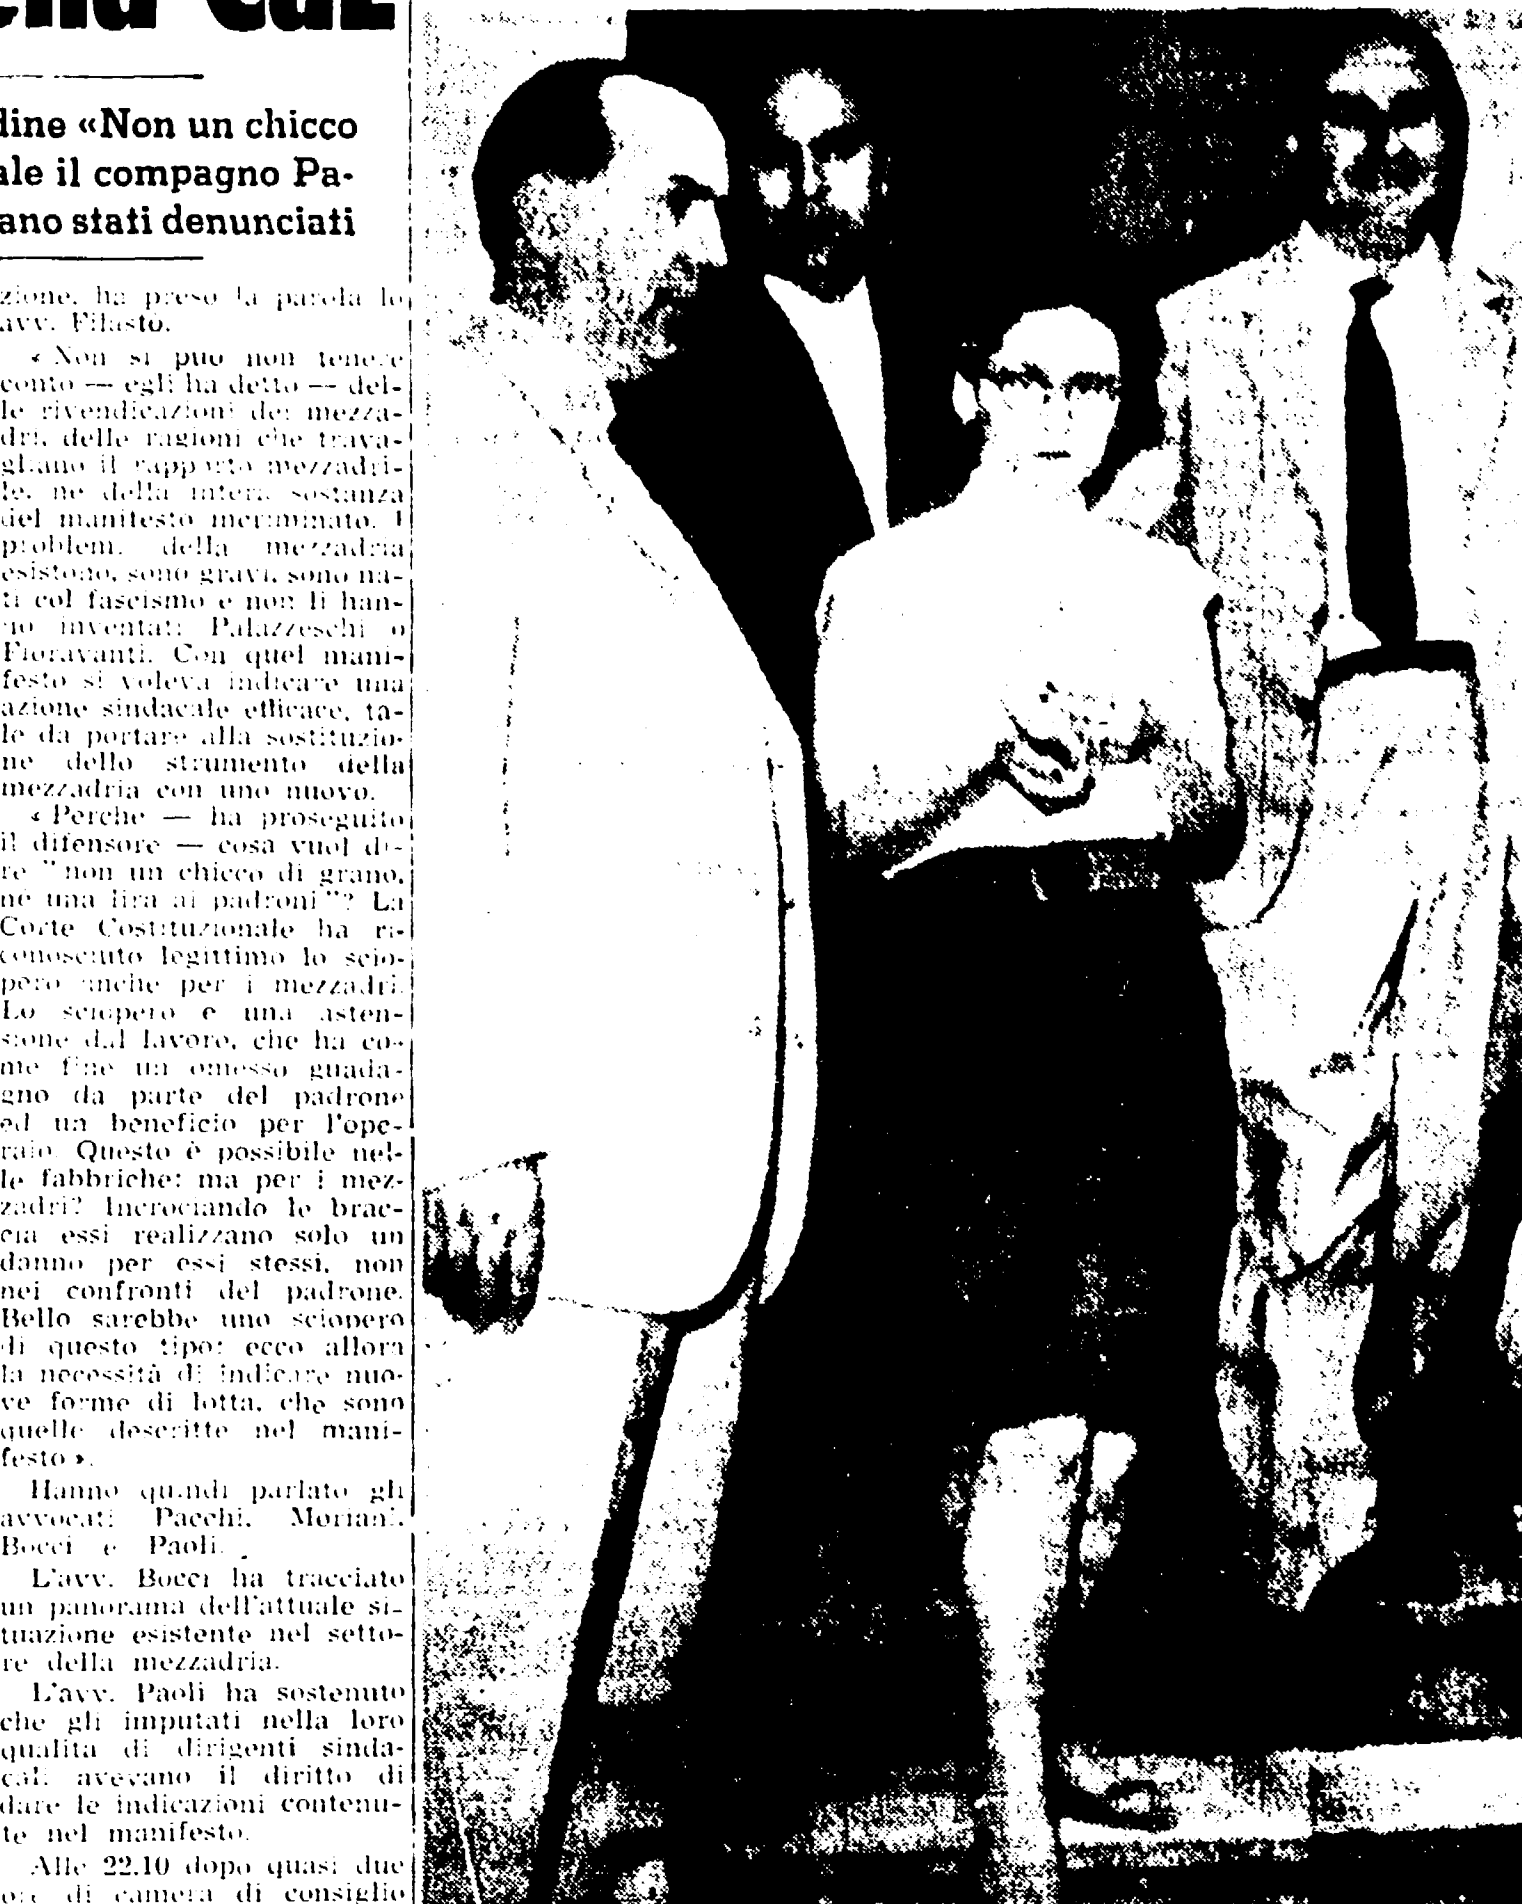 dine «Non un chicco
ale il compagno Pa-
ano stati denunciati
zione, ha preso la parola lo
avv. Filastò.
« Non si può non tenere
conto — egli ha detto — del-
le rivendicazioni dei mezza-
dri, delle ragioni che trava-
gliano il rapporto mezzadri-
le, né della intera sostanza
del manifesto incriminato. I
problemi della mezzadria
esistono, sono gravi, sono na-
ti col fascismo e non li han-
no inventati Palazzeschi o
Fioravanti. Con quel mani-
festo si voleva indicare una
azione sindacale efficace, ta-
le da portare alla sostituzio-
ne dello strumento della
mezzadria con uno nuovo.
« Perché — ha proseguito
il difensore — cosa vuol di-
re "non un chicco di grano,
né una lira ai padroni"? La
Corte Costituzionale ha ri-
conosciuto legittimo lo scio-
pero anche per i mezzadri.
Lo sciopero è una asten-
sione dal lavoro, che ha co-
me fine un omesso guada-
gno da parte del padrone
ed un beneficio per l'ope-
raio. Questo è possibile nel-
le fabbriche: ma per i mez-
zadri? Incrociando le brac-
cia essi realizzano solo un
danno per essi stessi, non
nei confronti del padrone.
Bello sarebbe uno sciopero
di questo tipo: ecco allora
la necessità di indicare nuo-
ve forme di lotta, che sono
quelle descritte nel mani-
festo ».
Hanno quindi parlato gli
avvocati Pacchi, Moriani,
Bocci e Paoli.
L'avv. Bocci ha tracciato
un panorama dell'attuale si-
tuazione esistente nel setto-
re della mezzadria.
L'avv. Paoli ha sostenuto
che gli imputati nella loro
qualità di dirigenti sinda-
cali avevano il diritto di
dare le indicazioni contenu-
te nel manifesto.
Alle 22.10 dopo quasi due
ore di camera di consiglio